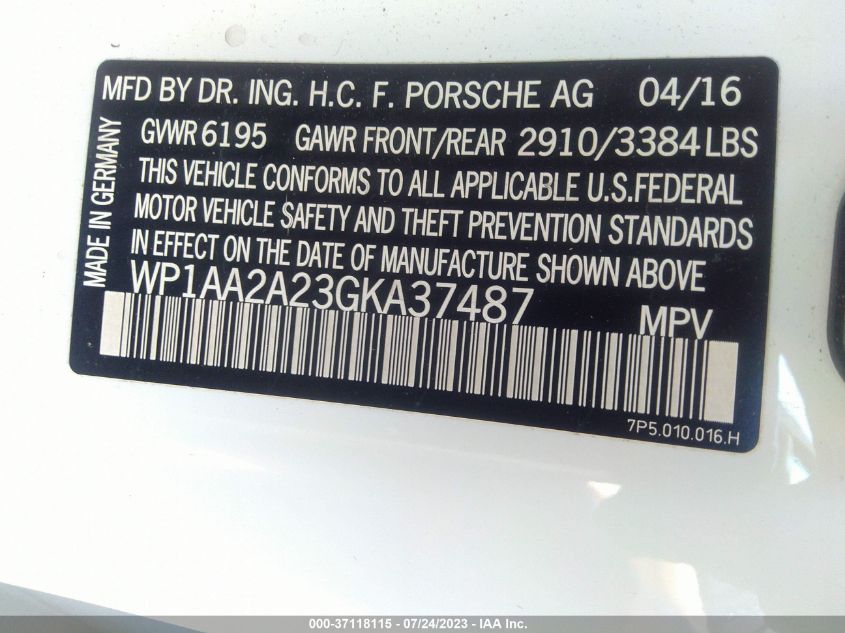 MFD BY DR. ING. H.C. F. PORSCHE AG 04/16
GVWR 6195 GAWR FRONT/REAR 2910/3384 LBS
THIS VEHICLE CONFORMS TO ALL APPLICABLE U.S. FEDERAL
MOTOR VEHICLE SAFETY AND THEFT PREVENTION STANDARDS
IN EFFECT ON THE DATE OF MANUFACTURE SHOWN ABOVE
MADE IN GERMANY
WP1AA2A23GKA37487 MPV
7P5.010.016.H
000-37118115 - 07/24/2023 - IAA Inc.